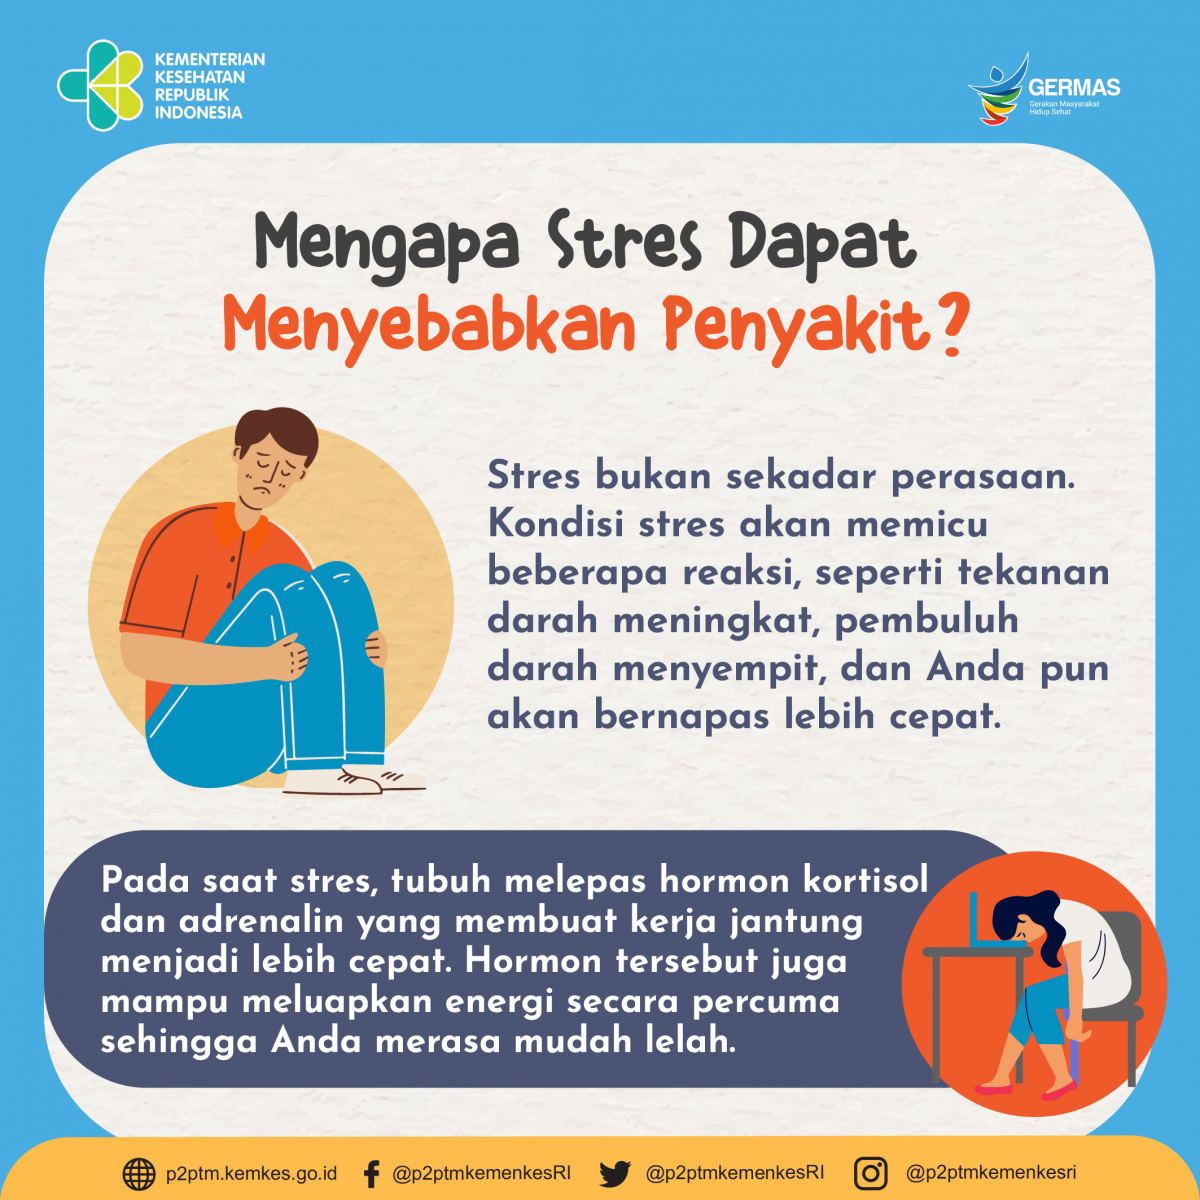 KEMENTERIAN
KESEHATAN
REPUBLIK
INDONESIA
GERMAS
Gerakan Masyarakat
Hidup Sehat
Mengapa Stres Dapat
Menyebabkan Penyakit?
Stres bukan sekadar perasaan.
Kondisi stres akan memicu
beberapa reaksi, seperti tekanan
darah meningkat, pembuluh
darah menyempit, dan Anda pun
akan bernapas lebih cepat.
Pada saat stres, tubuh melepas hormon kortisol
dan adrenalin yang membuat kerja jantung
menjadi lebih cepat. Hormon tersebut juga
mampu meluapkan energi secara percuma
sehingga Anda merasa mudah lelah.
p2ptm.kemkes.go.id @p2ptmkemenkesRI @p2ptmkemenkesRI @p2ptmkemenkesri